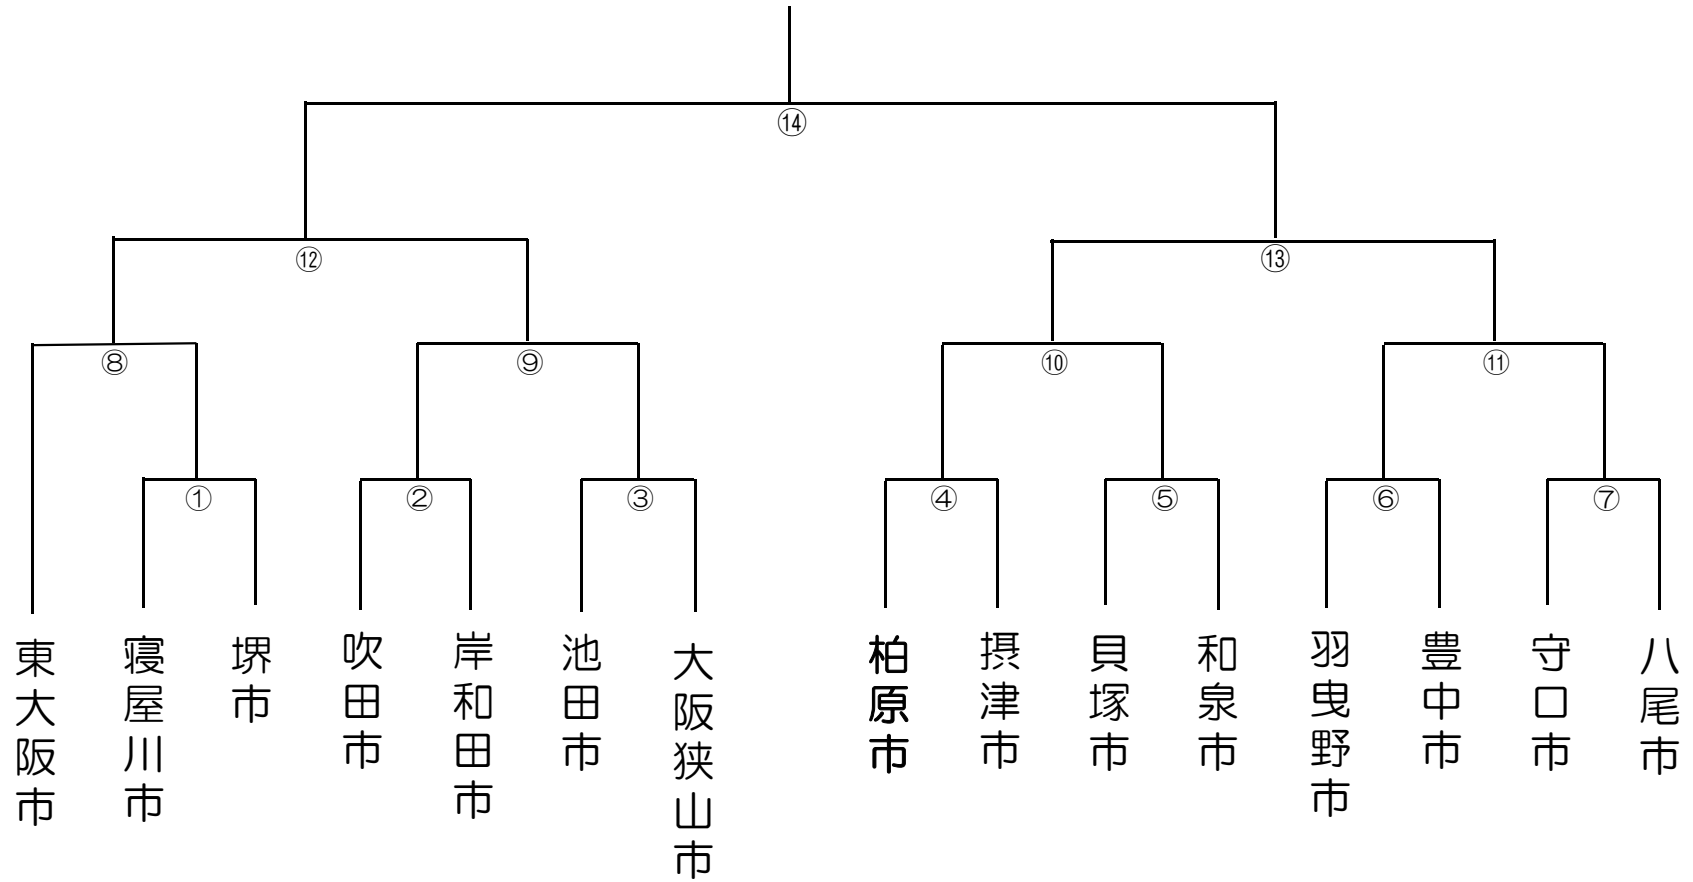 ⑭
⑫
⑬
⑧
⑨
⑩
⑪
①
②
③
④
⑤
⑥
⑦
東大阪市
寝屋川市
堺市
吹田市
岸和田市
池田市
大阪狭山市
柏原市
摂津市
貝塚市
和泉市
羽曳野市
豊中市
守口市
八尾市